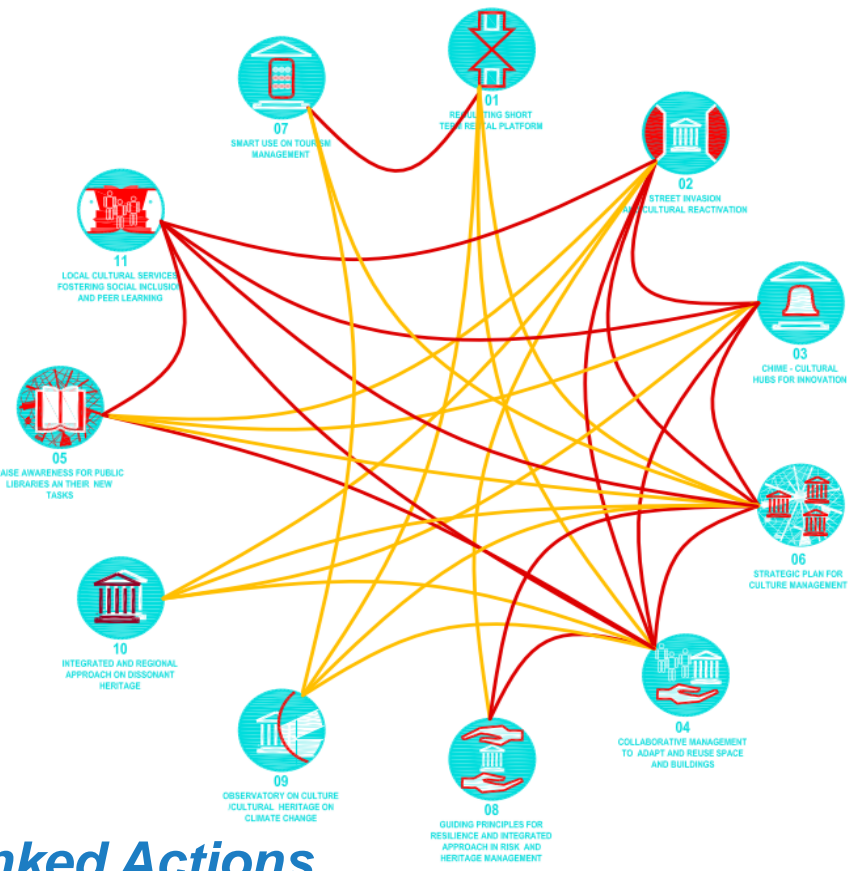 01
REGULATING SHORT
TERM RENTAL PLATFORM
02
STREET INVASION
AND CULTURAL REACTIVATION
03
CHIME - CULTURAL
HUBS FOR INNOVATION
06
STRATEGIC PLAN FOR
CULTURE MANAGEMENT
04
COLLABORATIVE MANAGEMENT
TO ADAPT AND REUSE SPACE
AND BUILDINGS
08
GUIDING PRINCIPLES FOR
RESILIENCE AND INTEGRATED
APPROACH IN RISK AND
HERITAGE MANAGEMENT
09
OBSERVATORY ON CULTURE
/CULTURAL HERITAGE ON
CLIMATE CHANGE
10
INTEGRATED AND REGIONAL
APPROACH ON DISSONANT
HERITAGE
05
AISE AWARENESS FOR PUBLIC
LIBRARIES AN THEIR NEW
TASKS
11
LOCAL CULTURAL SERVICES
FOSTERING SOCIAL INCLUSION
AND PEER LEARNING
07
SMART USE ON TOURISM
MANAGEMENT
nked Actions